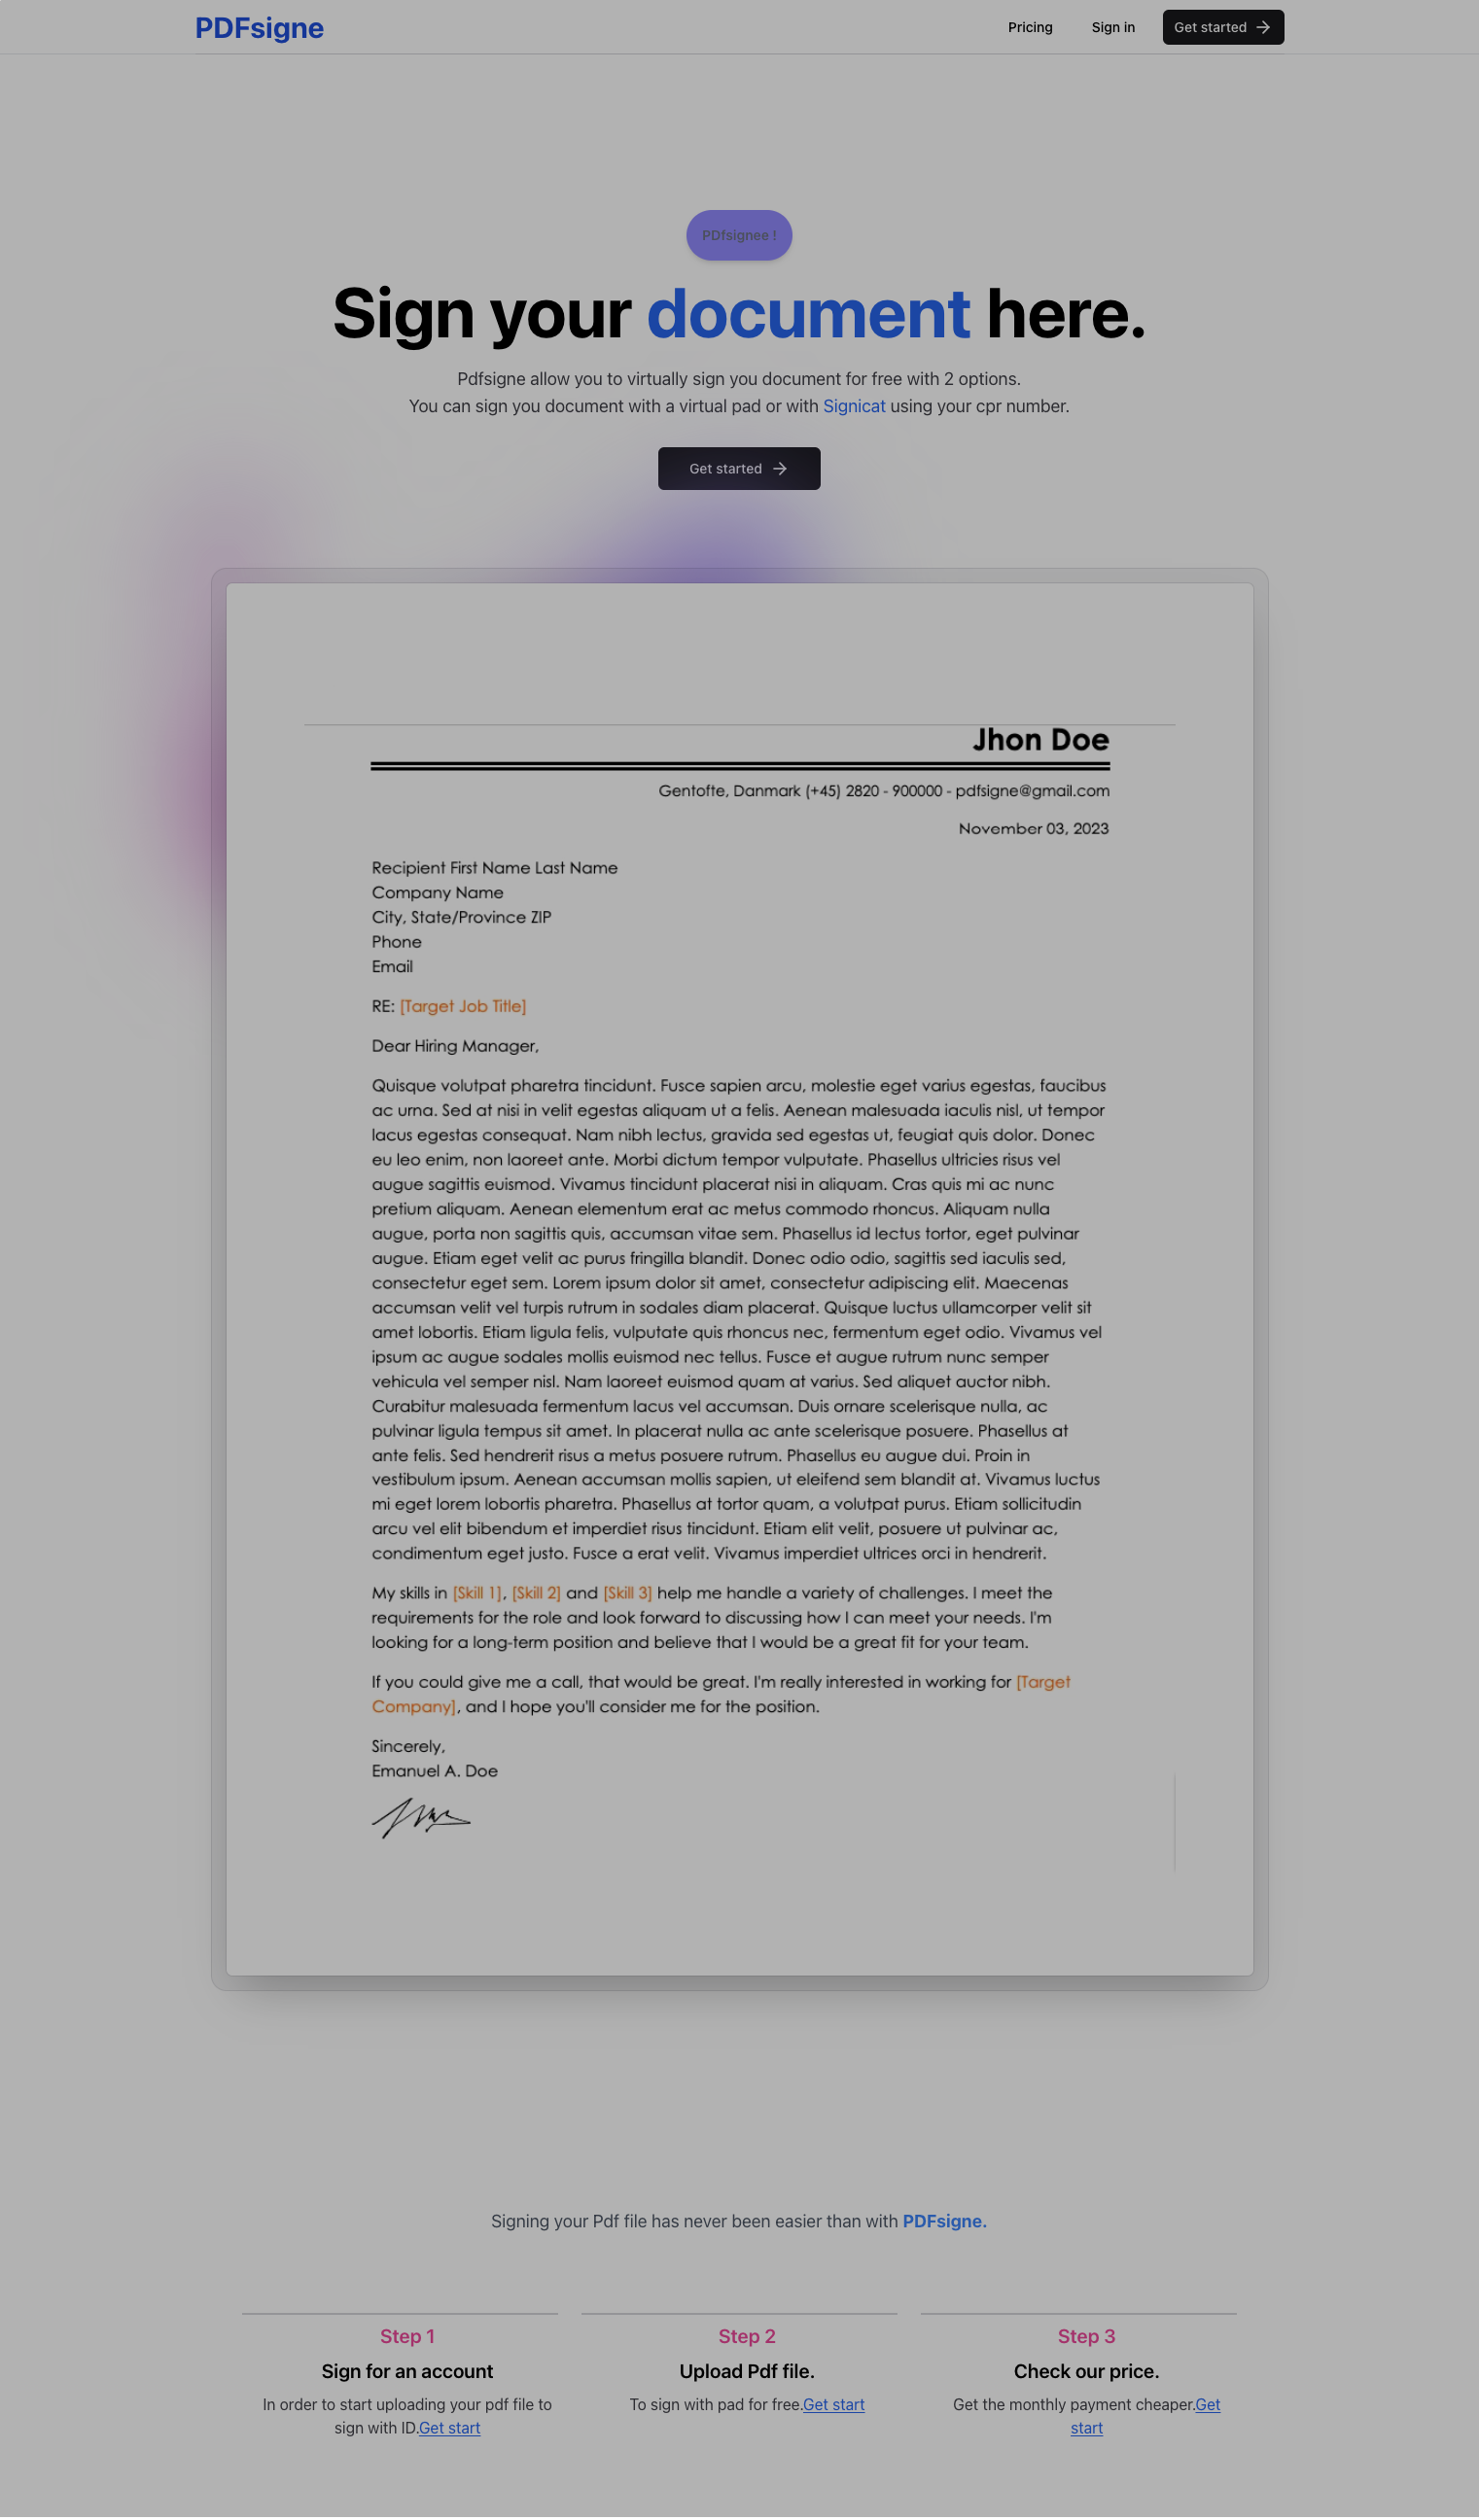 PDFsigne
Pricing
Sign in
Get started
PDfsignee !
Sign your document here.
Pdfsigne allow you to virtually sign you document for free with 2 options.
You can sign you document with a virtual pad or with Signicat using your cpr number.
Get started
Jhon Doe
Gentofte, Danmark (+45) 2820 - 900000 - pdfsigne@gmail.com
November 03, 2023
Recipient First Name Last Name
Company Name
City, State/Province ZIP
Phone
Email
RE: [Target Job Title]
Dear Hiring Manager,
Quisque volutpat pharetra tincidunt. Fusce sapien arcu, molestie eget varius egestas, faucibus
ac urna. Sed at nisi in velit egestas aliquam ut a felis. Aenean malesuada iaculis nisl, ut tempor
lacus egestas consequat. Nam nibh lectus, gravida sed egestas ut, feugiat quis dolor. Donec
eu leo enim, non laoreet ante. Morbi dictum tempor vulputate. Phasellus ultricies risus vel
augue sagittis euismod. Vivamus tincidunt placerat nisi in aliquam. Cras quis mi ac nunc
pretium aliquam. Aenean elementum erat ac metus commodo rhoncus. Aliquam nulla
augue, porta non sagittis quis, accumsan vitae sem. Phasellus id lectus tortor, eget pulvinar
augue. Etiam eget velit ac purus fringilla blandit. Donec odio odio, sagittis sed iaculis sed,
consectetur eget sem. Lorem ipsum dolor sit amet, consectetur adipiscing elit. Maecenas
accumsan velit vel turpis rutrum in sodales diam placerat. Quisque luctus ullamcorper velit sit
amet lobortis. Etiam ligula felis, vulputate quis rhoncus nec, fermentum eget odio. Vivamus vel
ipsum ac augue sodales mollis euismod nec tellus. Fusce et augue rutrum nunc semper
vehicula vel semper nisl. Nam laoreet euismod quam at varius. Sed aliquet auctor nibh.
Curabitur malesuada fermentum lacus vel accumsan. Duis ornare scelerisque nulla, ac
pulvinar ligula tempus sit amet. In placerat nulla ac ante scelerisque posuere. Phasellus at
ante felis. Sed hendrerit risus a metus posuere rutrum. Phasellus eu augue dui. Proin in
vestibulum ipsum. Aenean accumsan mollis sapien, ut eleifend sem blandit at. Vivamus luctus
mi eget lorem lobortis pharetra. Phasellus at tortor quam, a volutpat purus. Etiam sollicitudin
arcu vel elit bibendum et imperdiet risus tincidunt. Etiam elit velit, posuere ut pulvinar ac,
condimentum eget justo. Fusce a erat velit. Vivamus imperdiet ultrices orci in hendrerit.
My skills in [Skill 1], [Skill 2] and [Skill 3] help me handle a variety of challenges. I meet the
requirements for the role and look forward to discussing how I can meet your needs. I'm
looking for a long-term position and believe that I would be a great fit for your team.
If you could give me a call, that would be great. I'm really interested in working for [Target
Company], and I hope you'll consider me for the position.
Sincerely,
Emanuel A. Doe
Signing your Pdf file has never been easier than with PDFsigne.
Step 1
Sign for an account
In order to start uploading your pdf file to
sign with ID.Get start
Step 2
Upload Pdf file.
To sign with pad for free.Get start
Step 3
Check our price.
Get the monthly payment cheaper.Get
start